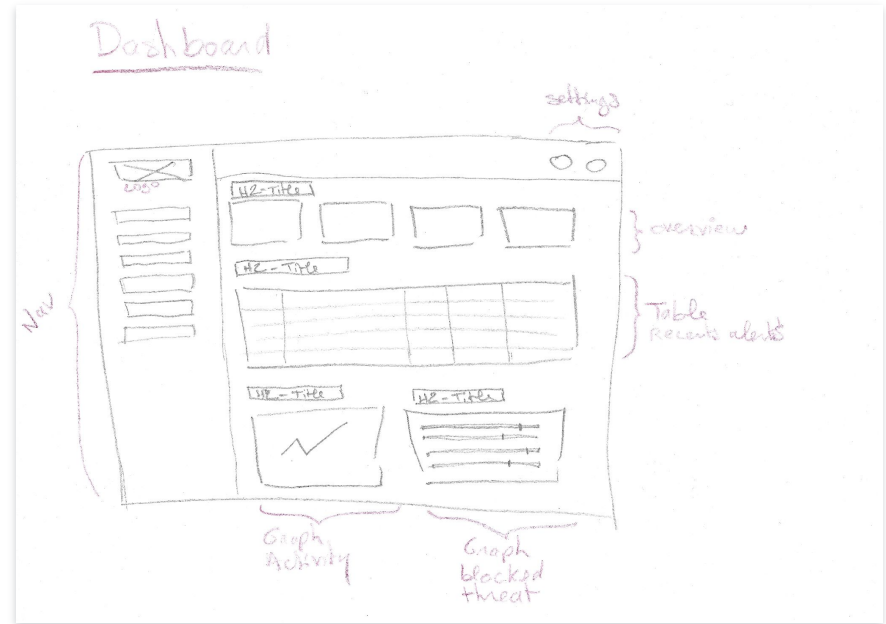 Dashboard
settings
Logo
H2-Title
overview
H2-Title
Nav
Table
Recents alerts
H2-Title
H2-Title
Graph
Activity
Graph
blocked
threat